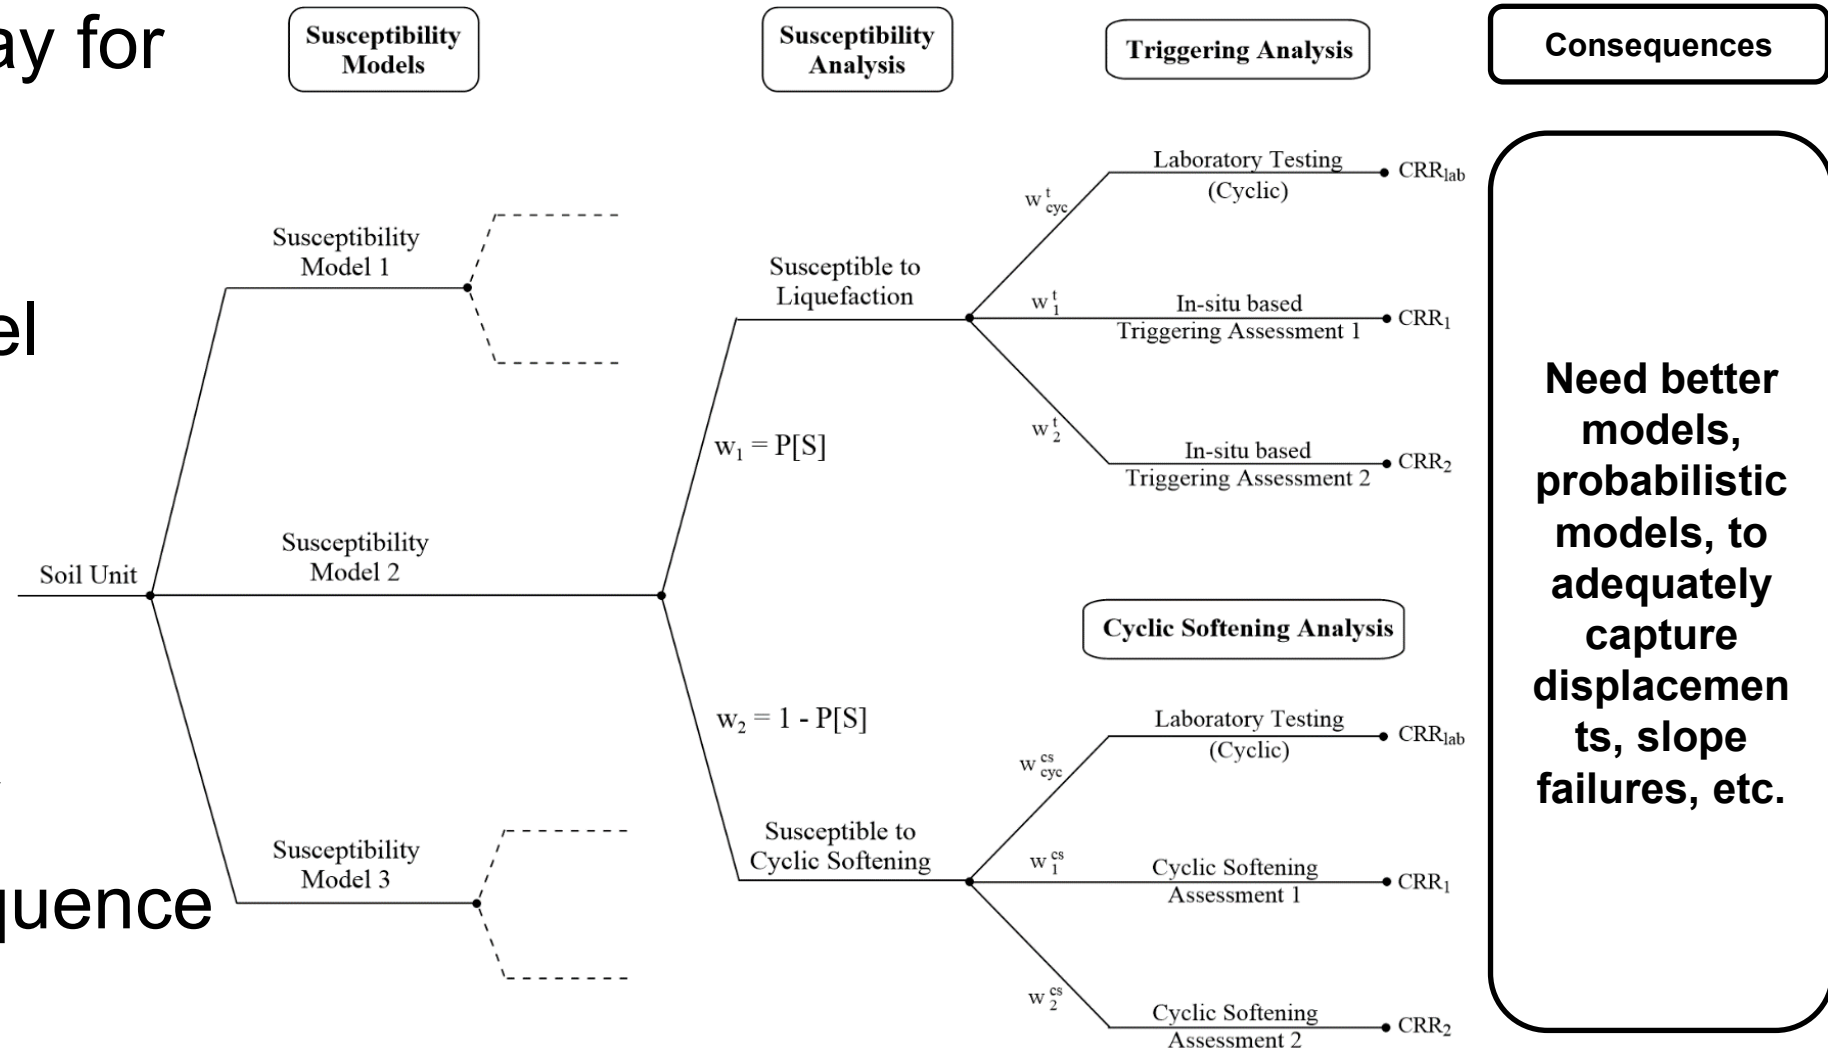 ay for
el
quence
Susceptibility
Models
Susceptibility
Analysis
Triggering Analysis
Consequences
Soil Unit
Susceptibility
Model 1
Susceptibility
Model 2
Susceptibility
Model 3
w₁ = P[S]
w₂ = 1 - P[S]
Susceptible to
Liquefaction
w t cyc
Laboratory Testing
(Cyclic)
CRRlab
w t 1
In-situ based
Triggering Assessment 1
CRR₁
w t 2
In-situ based
Triggering Assessment 2
CRR₂
Cyclic Softening Analysis
Susceptible to
Cyclic Softening
w cs cyc
Laboratory Testing
(Cyclic)
CRRlab
w cs 1
Cyclic Softening
Assessment 1
CRR₁
w cs 2
Cyclic Softening
Assessment 2
CRR₂
Need better
models,
probabilistic
models, to
adequately
capture
displacemen
ts, slope
failures, etc.